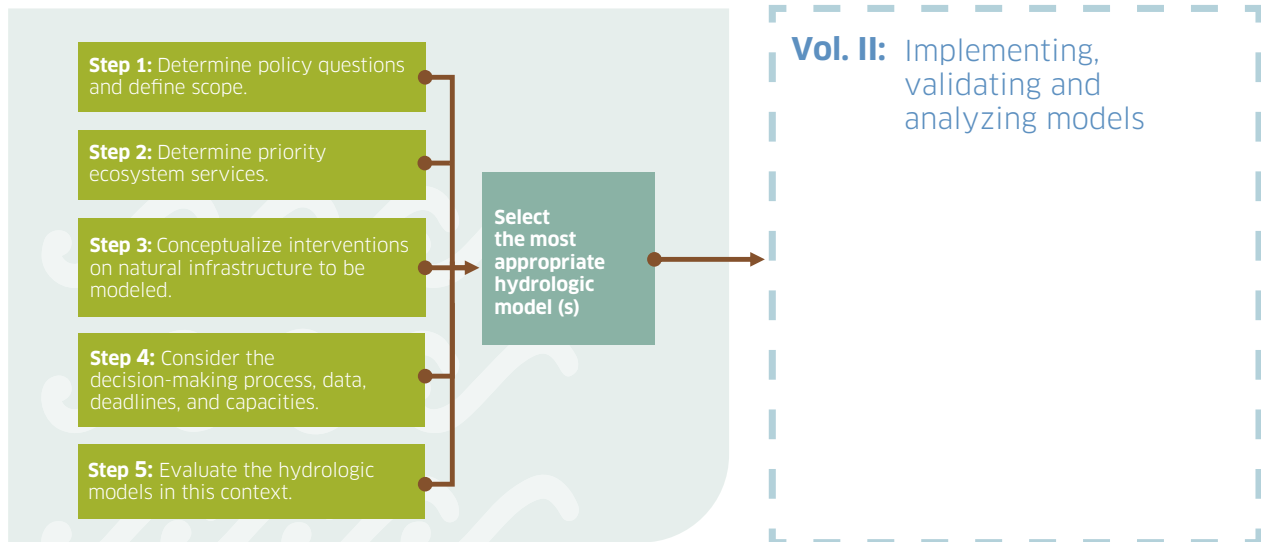 Step 1: Determine policy questions
and define scope.
Step 2: Determine priority
ecosystem services.
Step 3: Conceptualize interventions
on natural infrastructure to be
modeled.
Step 4: Consider the
decision-making process, data,
deadlines, and capacities.
Step 5: Evaluate the hydrologic
models in this context.
Select
the most
appropriate
hydrologic
model (s)
Vol. II: Implementing,
validating and
analyzing models